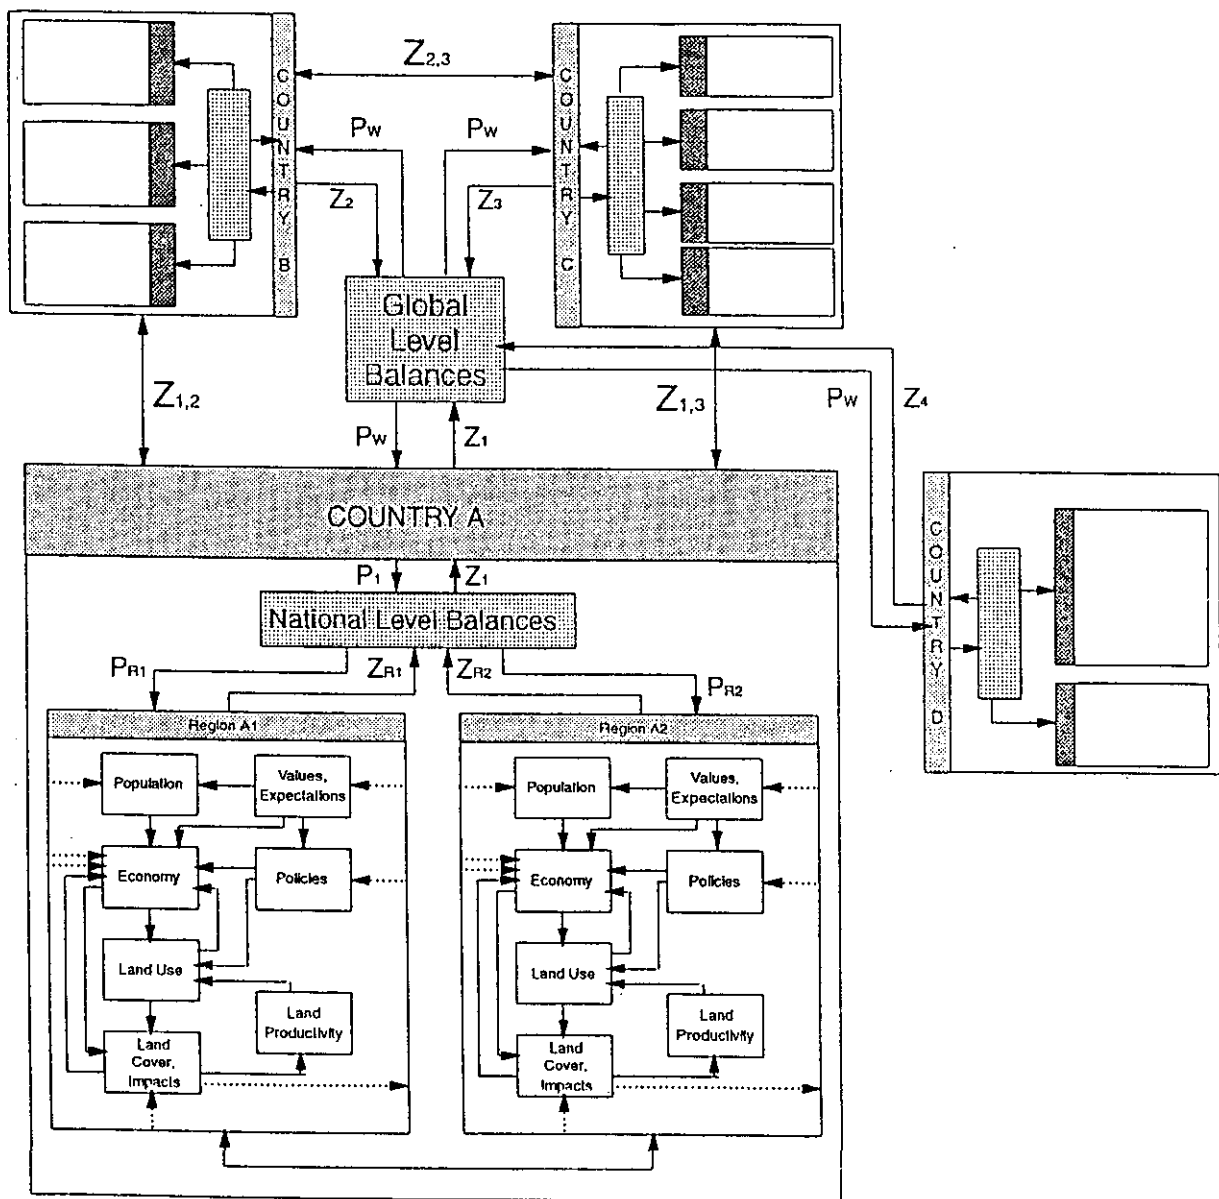 Z2,3
COUNTRY B
COUNTRY C
PW
PW
Z2
Z3
Global
Level
Balances
Z1,2
Z1,3
PW
Z4
PW
Z1
COUNTRY A
COUNTRY D
P1
Z1
National Level Balances
PR1
ZR1
ZR2
PR2
Region A1
Region A2
Population
Values,
Expectations
Economy
Policies
Land Use
Land
Productivity
Land
Cover,
Impacts
Population
Values,
Expectations
Economy
Policies
Land Use
Land
Productivity
Land
Cover,
Impacts